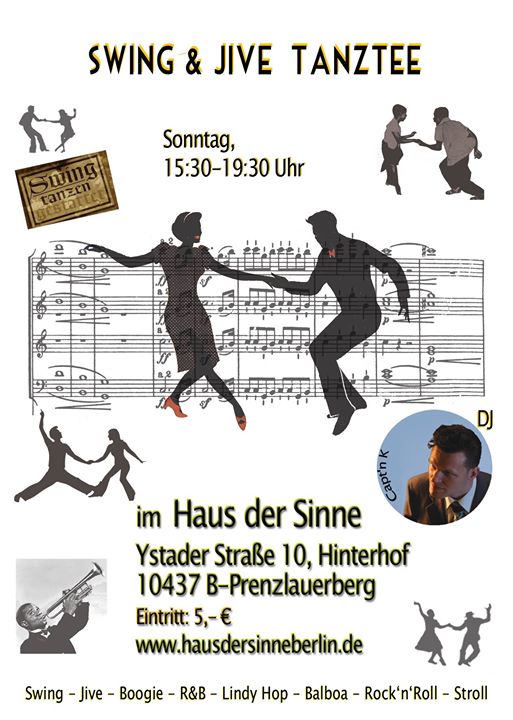 SWING & JIVE TANZTEE
Sonntag,
15:30-19:30 Uhr
Swing
tanzen
gestattet
DJ
Capt'n K
im Haus der Sinne
Ystader Straße 10, Hinterhof
10437 B-Prenzlauerberg
Eintritt: 5,- €
www.hausdersinneberlin.de
Swing - Jive - Boogie - R&B - Lindy Hop - Balboa - Rock'n'Roll - Stroll